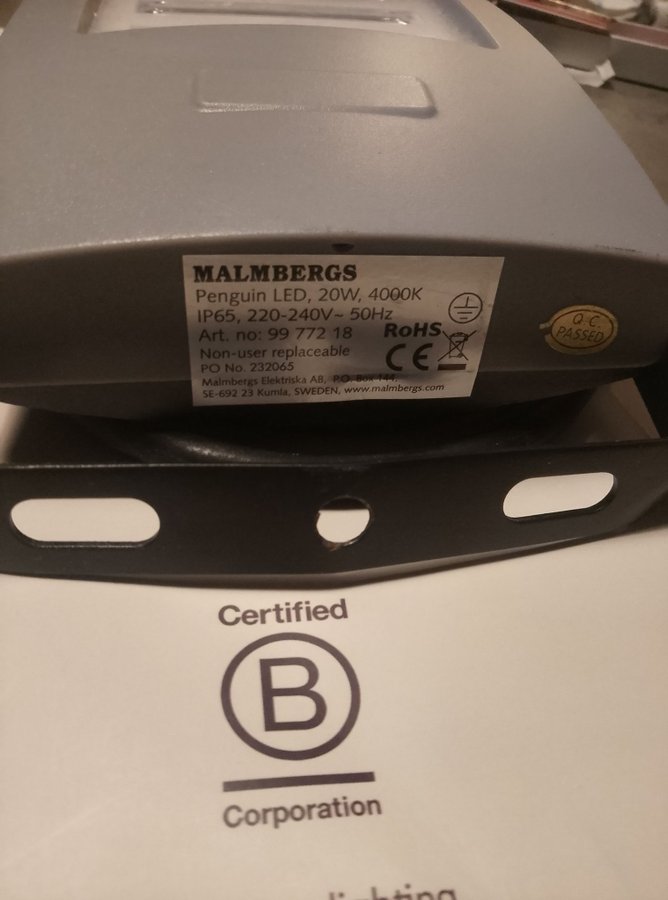 MALMBERGS
Penguin LED, 20W, 4000K
IP65, 220-240V~ 50Hz
Art. no: 99 772 18
RoHS
Non-user replaceable
CE
PO No. 232065
Malmbergs Elektriska AB, P.O. Box 144,
SE-692 23 Kumla, SWEDEN, www.malmbergs.com
Q.C.
PASSED
Certified
B
Corporation
lighting